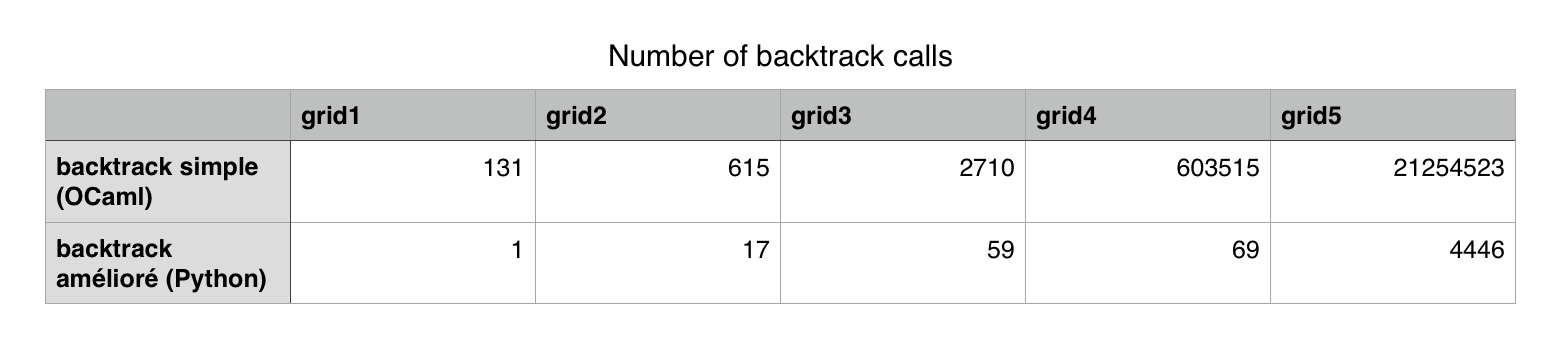 Number of backtrack calls
grid1 grid2 grid3 grid4 grid5
backtrack simple 131 615 2710 603515 21254523
(OCaml)
backtrack 1 17 59 69 4446
amélioré (Python)